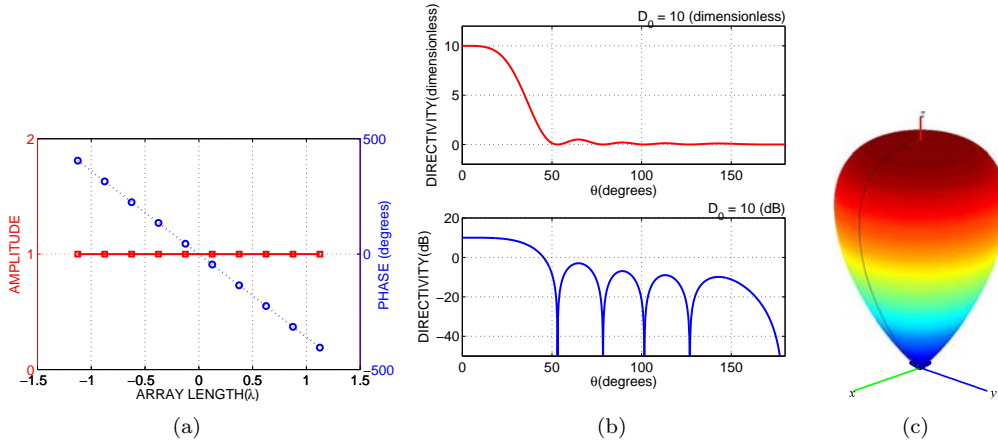 AMPLITUDE
2
1
0
500
0
−500
PHASE (degrees)
−1.5 −1 −0.5 0 0.5 1 1.5
ARRAY LENGTH(λ)
(a)
D0 = 10 (dimensionless)
DIRECTIVITY(dimensionless)
10
5
0
0 50 100 150
θ(degrees)
D0 = 10 (dB)
DIRECTIVITY(dB)
20
0
−20
−40
0 50 100 150
θ(degrees)
(b)
z
x
y
(c)